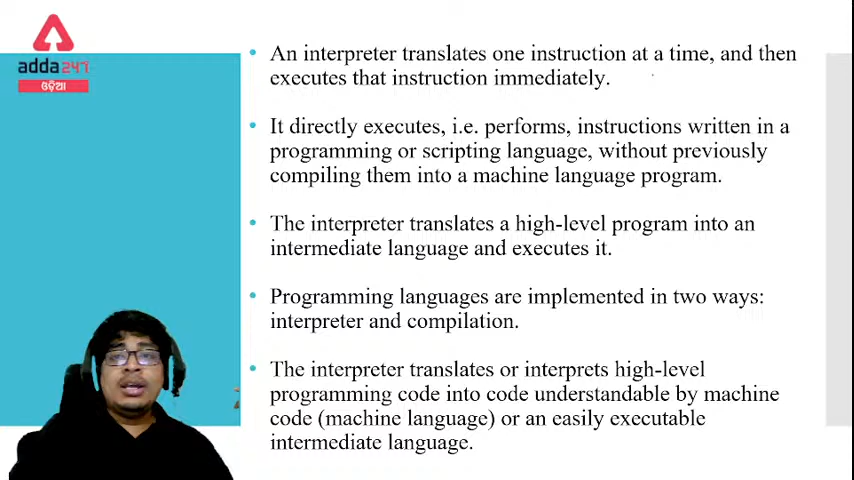 adda247
ଓଡ଼ିଆ
An interpreter translates one instruction at a time, and then
executes that instruction immediately.
It directly executes, i.e. performs, instructions written in a
programming or scripting language, without previously
compiling them into a machine language program.
The interpreter translates a high-level program into an
intermediate language and executes it.
Programming languages are implemented in two ways:
interpreter and compilation.
The interpreter translates or interprets high-level
programming code into code understandable by machine
code (machine language) or an easily executable
intermediate language.